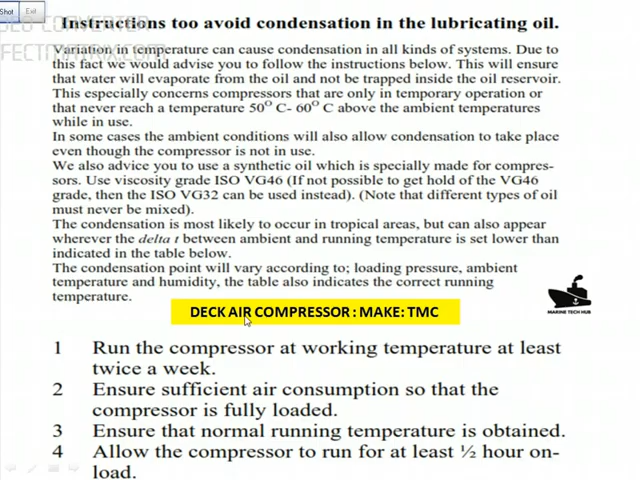 Shot Exit
Instructions too avoid condensation in the lubricating oil.
CONVERTER
Variation in temperature can cause condensation in all kinds of systems. Due to
this fact we would advise you to follow the instructions below. This will ensure
that water will evaporate from the oil and not be trapped inside the oil reservoir.
This especially concerns compressors that are only in temporary operation or
that never reach a temperature 50° C- 60° C above the ambient temperatures
while in use.
In some cases the ambient conditions will also allow condensation to take place
even though the compressor is not in use.
We also advice you to use a synthetic oil which is specially made for compres-
sors. Use viscosity grade ISO VG46 (If not possible to get hold of the VG46
grade, then the ISO VG32 can be used instead). (Note that different types of oil
must never be mixed).
The condensation is most likely to occur in tropical areas, but can also appear
wherever the delta t between ambient and running temperature is set lower than
indicated in the table below.
The condensation point will vary according to; loading pressure, ambient
temperature and humidity, the table also indicates the correct running
temperature.
MARINE TECH HUB
DECK AIR COMPRESSOR : MAKE: TMC
1 Run the compressor at working temperature at least
twice a week.
2 Ensure sufficient air consumption so that the
compressor is fully loaded.
3 Ensure that normal running temperature is obtained.
4 Allow the compressor to run for at least ½ hour on-
load.